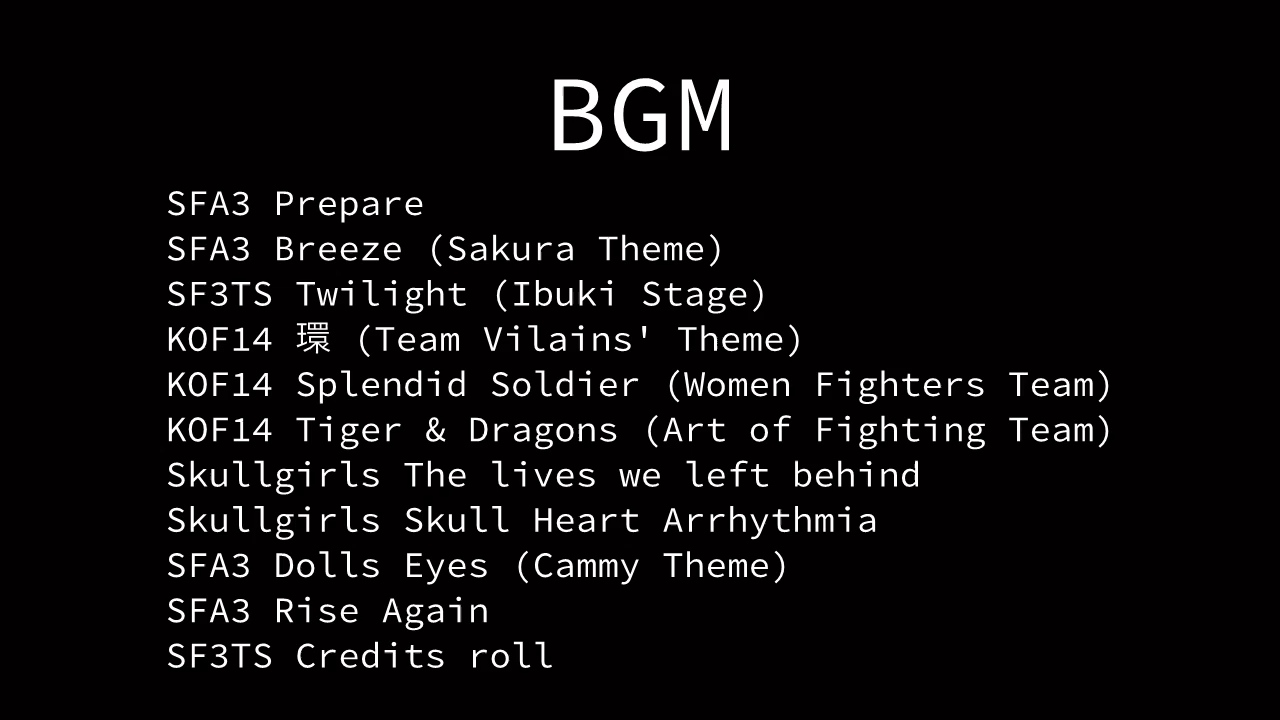 BGM
SFA3 Prepare
SFA3 Breeze (Sakura Theme)
SF3TS Twilight (Ibuki Stage)
KOF14 環 (Team Vilains' Theme)
KOF14 Splendid Soldier (Women Fighters Team)
KOF14 Tiger & Dragons (Art of Fighting Team)
Skullgirls The lives we left behind
Skullgirls Skull Heart Arrhythmia
SFA3 Dolls Eyes (Cammy Theme)
SFA3 Rise Again
SF3TS Credits roll